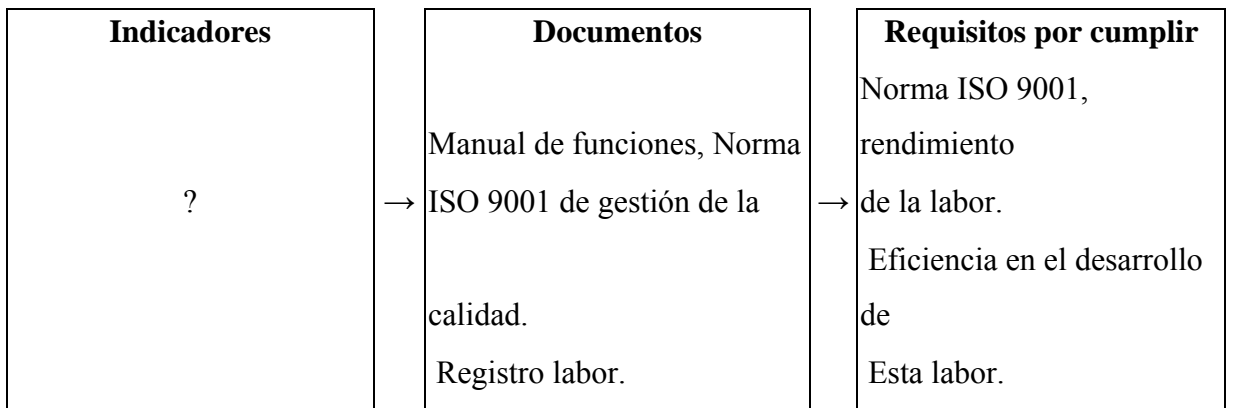 Indicadores
?
→
Documentos
Manual de funciones, Norma
ISO 9001 de gestión de la
calidad.
Registro labor.
→
Requisitos por cumplir
Norma ISO 9001,
rendimiento
de la labor.
Eficiencia en el desarrollo
de
Esta labor.